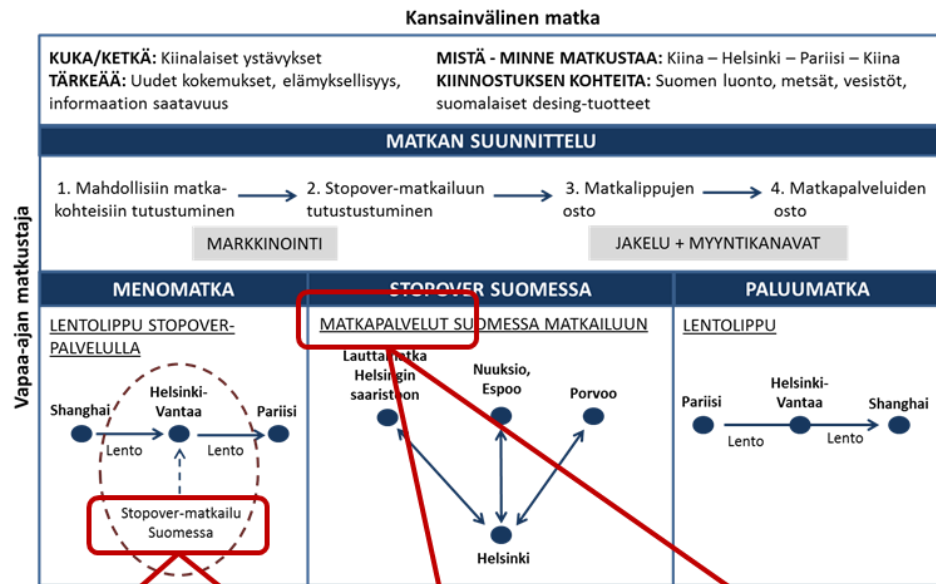 Kansainvälinen matka
Vapaa-ajan matkustaja
KUKA/KETKÄ: Kiinalaiset ystävykset
TÄRKEÄÄ: Uudet kokemukset, elämyksellisyys,
informaation saatavuus
MISTÄ - MINNE MATKUSTAA: Kiina – Helsinki – Pariisi – Kiina
KIINNOSTUKSEN KOHTEITA: Suomen luonto, metsät, vesistöt,
suomalaiset desing-tuotteet
MATKAN SUUNNITTELU
1. Mahdollisiin matka-
kohteisiin tutustuminen
2. Stopover-matkailuun
tutustustuminen
3. Matkalippujen
osto
4. Matkapalveluiden
osto
MARKKINOINTI
JAKELU + MYYNTIKANAVAT
MENOMATKA
LENTOLIPPU STOPOVER-
PALVELULLA
Shanghai
Helsinki-
Vantaa
Pariisi
Lento
Lento
Stopover-matkailu
Suomessa
STOPOVER SUOMESSA
MATKAPALVELUT SUOMESSA MATKAILUUN
Lauttamatka
Helsingin
saaristoon
Nuuksio,
Espoo
Porvoo
Helsinki
PALUUMATKA
LENTOLIPPU
Pariisi
Helsinki-
Vantaa
Shanghai
Lento
Lento